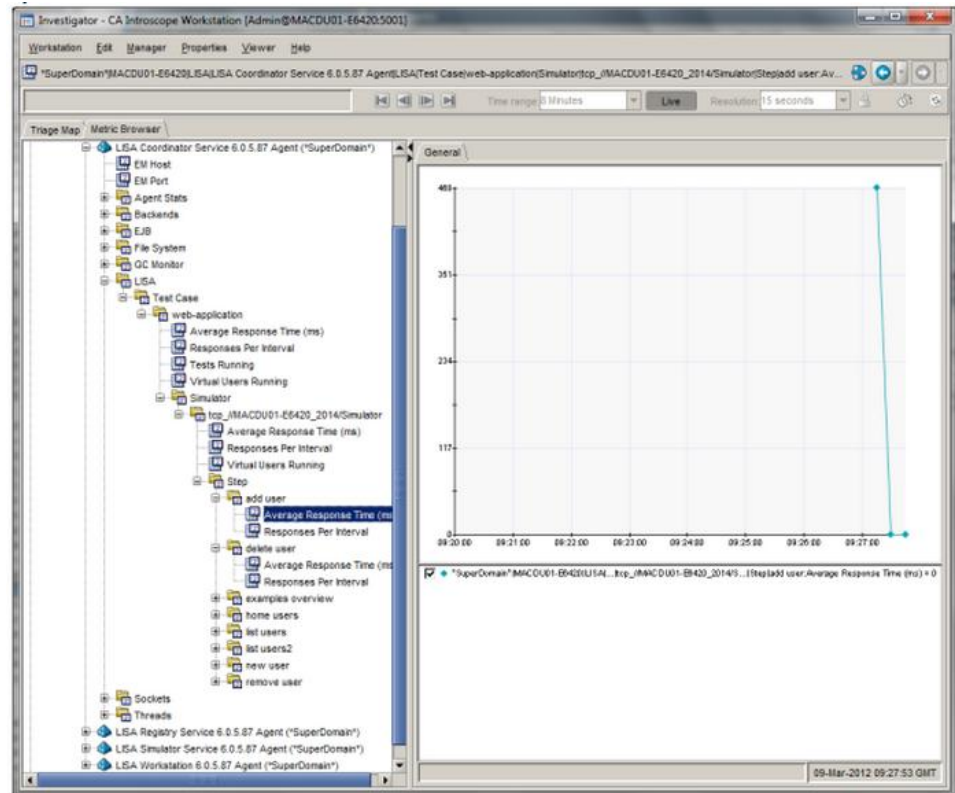 Investigator - CA Introscope Workstation [Admin@MACDU01-E6420:5001]
Workstation Edit Manager Properties Viewer Help
*SuperDomain*|MACDU01-E6420|LISA|LISA Coordinator Service 6.0.5.87 Agent|LISA|Test Case|web-application|Simulator|tcp_//MACDU01-E6420_2014/Simulator|Step|add user:Av...
Time range: 8 Minutes Live Resolution: 15 seconds
Triage Map Metric Browser
LISA Coordinator Service 6.0.5.87 Agent (*SuperDomain*)
EM Host
EM Port
Agent Stats
Backends
EJB
File System
GC Monitor
LISA
Test Case
web-application
Average Response Time (ms)
Responses Per Interval
Tests Running
Virtual Users Running
Simulator
tcp_//MACDU01-E6420_2014/Simulator
Average Response Time (ms)
Responses Per Interval
Virtual Users Running
Step
add user
Average Response Time (ms
Responses Per Interval
delete user
Average Response Time (ms
Responses Per Interval
examples overview
home users
list users
list users2
new user
remove user
Sockets
Threads
LISA Registry Service 6.0.5.87 Agent (*SuperDomain*)
LISA Simulator Service 6.0.5.87 Agent (*SuperDomain*)
LISA Workstation 6.0.5.87 Agent (*SuperDomain*)
General
468
351
234
117
0
09:20:00 09:21:00 09:22:00 09:23:00 09:24:00 09:25:00 09:26:00 09:27:00
*SuperDomain*|MACDU01-E6420|LISA|...|tcp_//MACDU01-E6420_2014/S...|Step|add user:Average Response Time (ms) = 0
09-Mar-2012 09:27:53 GMT